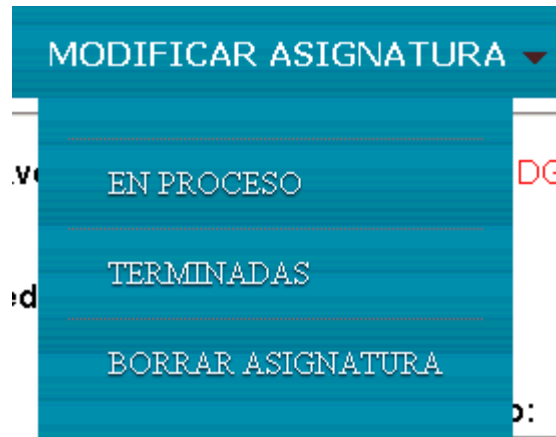 MODIFICAR ASIGNATURA
EN PROCESO
TERMINADAS
BORRAR ASIGNATURA